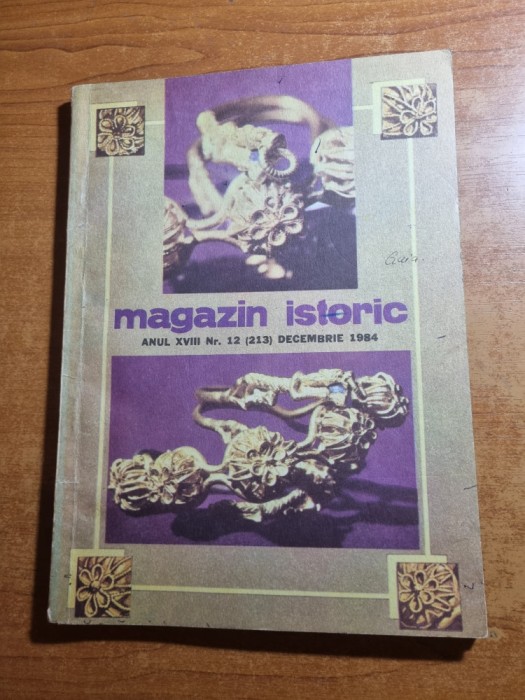 magazin istoric
ANUL XVIII Nr. 12 (213) DECEMBRIE 1984